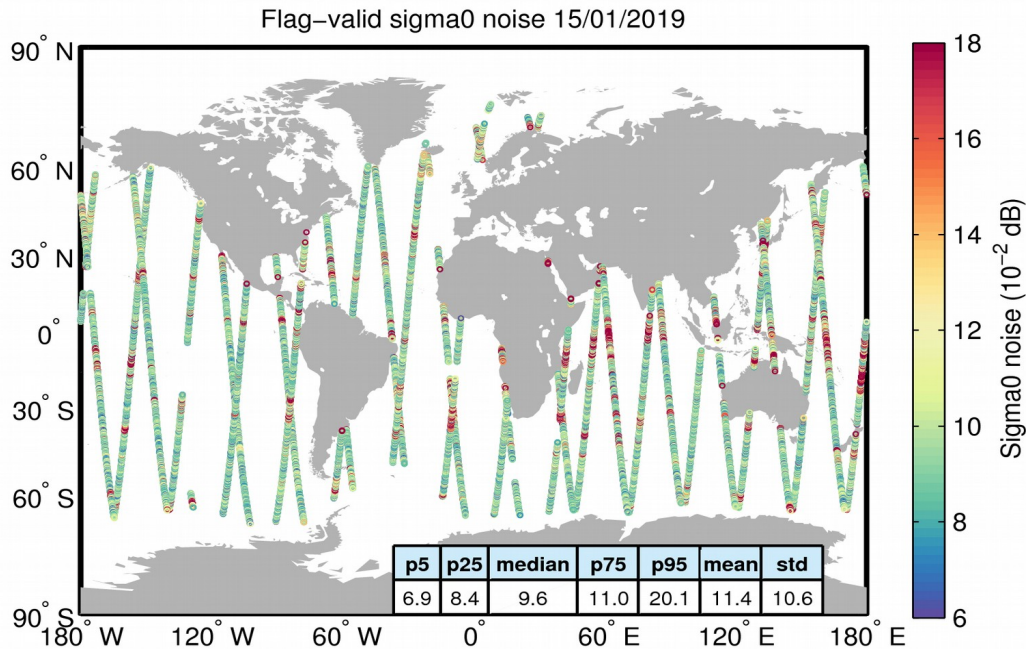 Flag−valid sigma0 noise 15/01/2019
90° N
60° N
30° N
0°
30° S
60° S
90° S
180° W
120° W
60° W
0°
60° E
120° E
180° E
p5 p25 median p75 p95 mean std
6.9 8.4 9.6 11.0 20.1 11.4 10.6
18
16
14
12
10
8
6
Sigma0 noise (10⁻² dB)